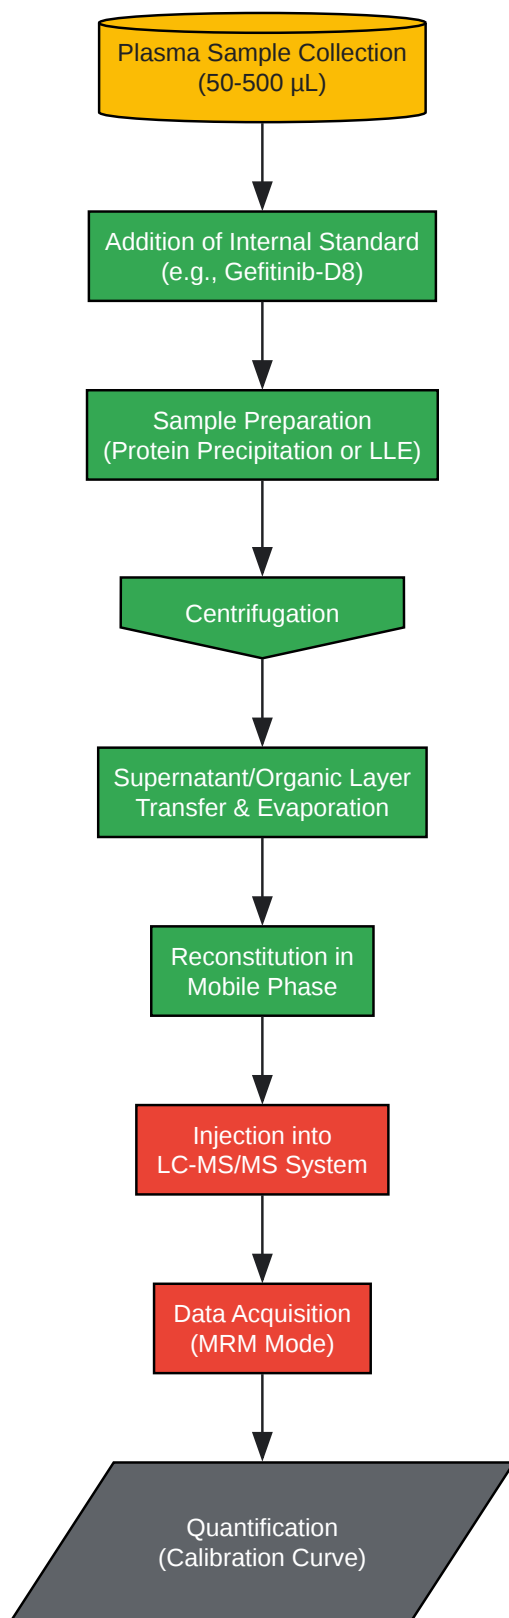 Plasma Sample Collection
(50-500 µL)
Addition of Internal Standard
(e.g., Gefitinib-D8)
Sample Preparation
(Protein Precipitation or LLE)
Centrifugation
Supernatant/Organic Layer
Transfer & Evaporation
Reconstitution in
Mobile Phase
Injection into
LC-MS/MS System
Data Acquisition
(MRM Mode)
Quantification
(Calibration Curve)